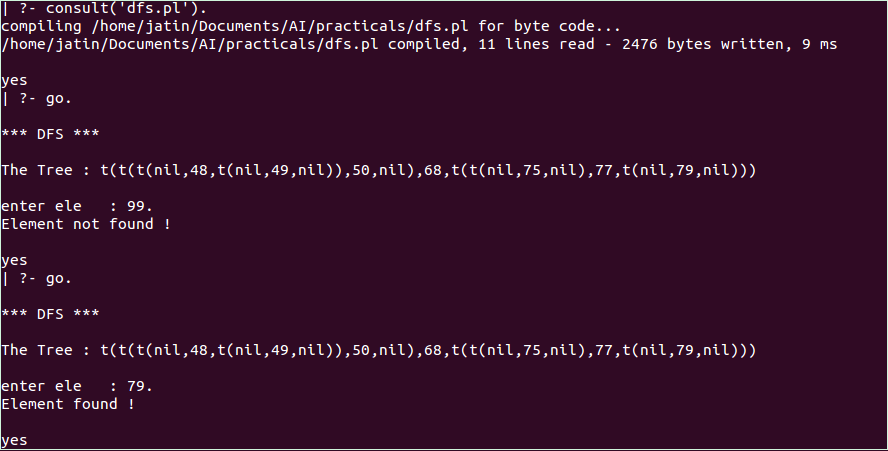 | ?- consult('dfs.pl').
compiling /home/jatin/Documents/AI/practicals/dfs.pl for byte code...
/home/jatin/Documents/AI/practicals/dfs.pl compiled, 11 lines read - 2476 bytes written, 9 ms
yes
| ?- go.
*** DFS ***
The Tree : t(t(t(nil,48,t(nil,49,nil)),50,nil),68,t(t(nil,75,nil),77,t(nil,79,nil)))
enter ele   : 99.
Element not found !
yes
| ?- go.
*** DFS ***
The Tree : t(t(t(nil,48,t(nil,49,nil)),50,nil),68,t(t(nil,75,nil),77,t(nil,79,nil)))
enter ele   : 79.
Element found !
yes